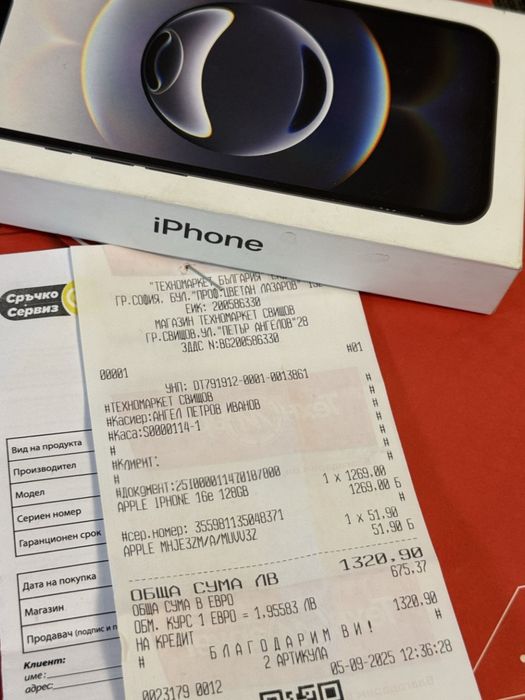 iPhone
Сръчко
Сервиз
"ТЕХНОМАРКЕТ БЪЛГАРИЯ
ГР.СОФИЯ, БУЛ."ПРОФ.ЦВЕТАН ЛАЗАРОВ"
ЕИК: 200586330
МАГАЗИН ТЕХНОМАРКЕТ СВИЩОВ
ГР.СВИЩОВ,УЛ."ПЕТЪР АНГЕЛОВ"28
ЗДДС N:BG200586330
00001 #01
УНП: DT791912-0001-0013861
#ТЕХНОМАРКЕТ СВИЩОВ #
#Касиер:АНГЕЛ ПЕТРОВ ИВАНОВ #
#Каса:S0000114-1 #
# #
#Клиент: #
# #
#Документ:2510000114701B/000 #
APPLE IPHONE 16e 128GB 1 x 1269.00
1269.00 Б
#сер.номер: 355981135048371 #
APPLE MHJE3ZM/A/MUVV3Z 1 x 51.90
51.90 Б
ОБЩА СУМА ЛВ 1320.90
ОБЩА СУМА В ЕВРО 675.37
ОБМ. КУРС 1 ЕВРО = 1.95583 ЛВ
НА КРЕДИТ 1320.90
# БЛАГОДАРИМ ВИ! #
2 АРТИКУЛА
0023179 0012 05-09-2025 12:36:28
Вид на продукта
Производител
Модел
Сериен номер
Гаранционен срок
Дата на покупка
Магазин
Продавач (подпис и
Клиент:
име:
адрес: